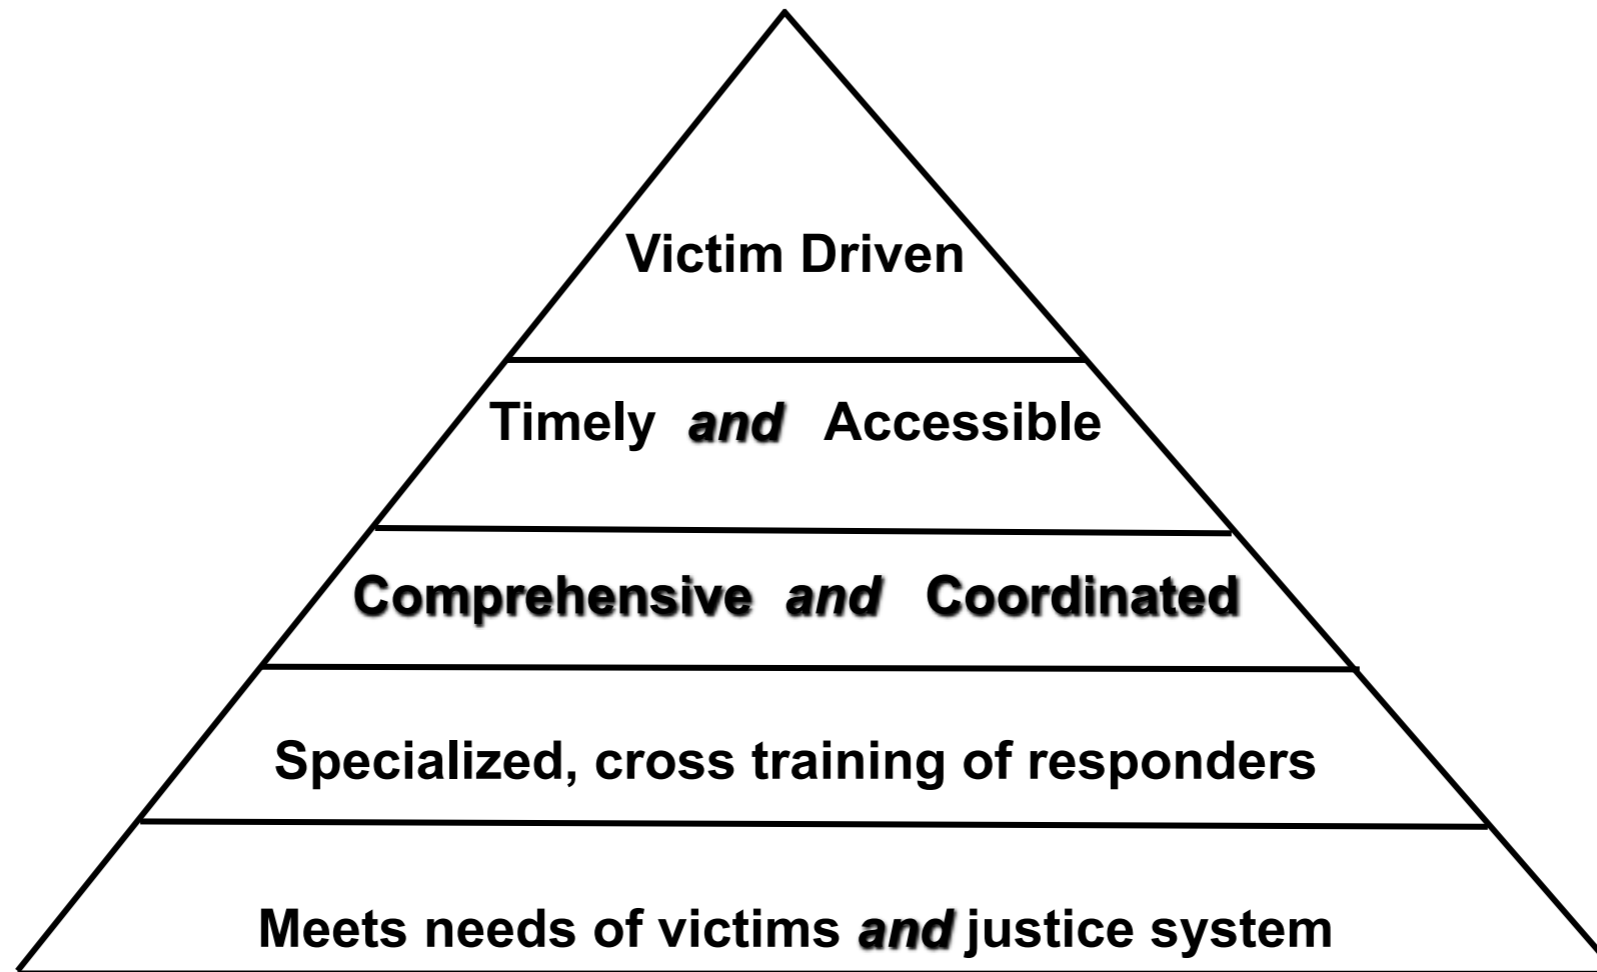 Victim Driven
Timely and Accessible
Comprehensive and Coordinated
Specialized, cross training of responders
Meets needs of victims and justice system